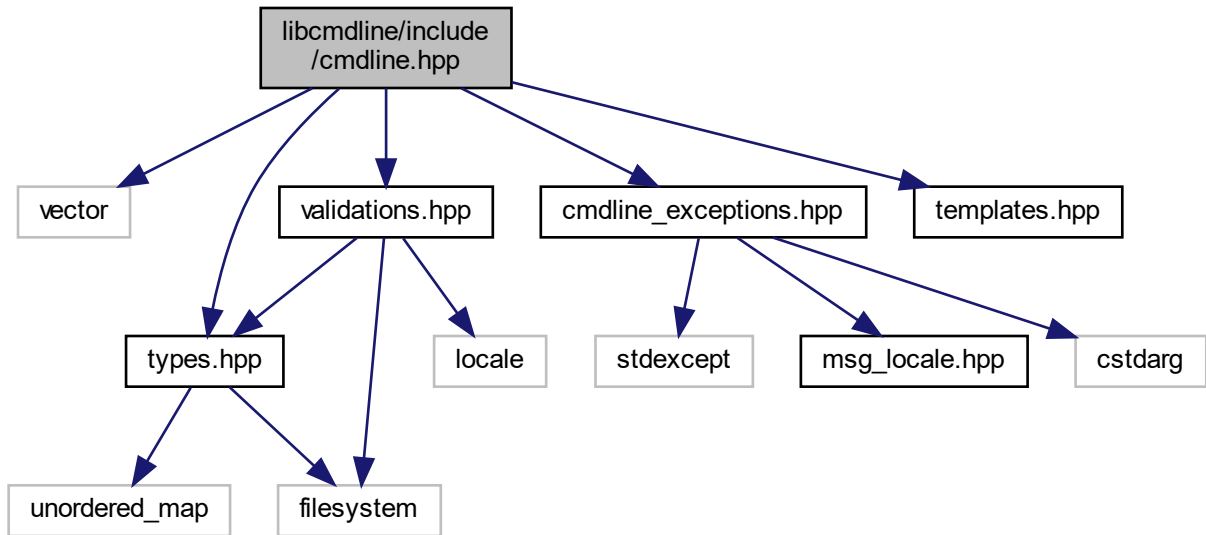 libcmdline/include
/cmdline.hpp
vector
validations.hpp
cmdline_exceptions.hpp
templates.hpp
types.hpp
locale
stdexcept
msg_locale.hpp
cstdarg
unordered_map
filesystem